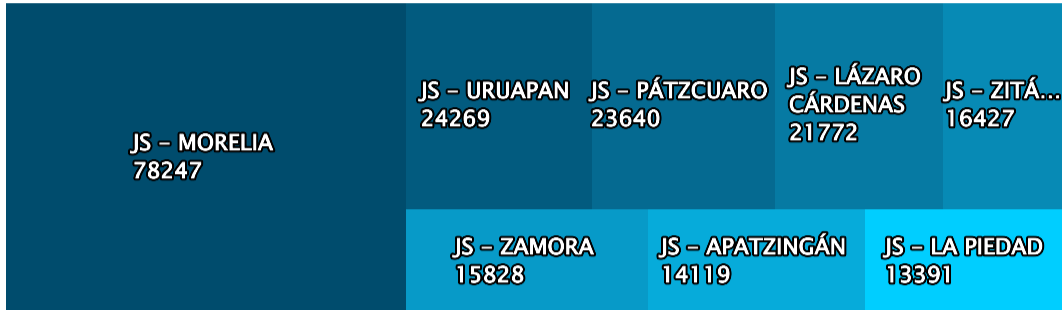 JS – MORELIA
78247
JS – URUAPAN
24269
JS – PÁTZCUARO
23640
JS – LÁZARO
CÁRDENAS
21772
JS – ZITÁ...
16427
JS – ZAMORA
15828
JS – APATZINGÁN
14119
JS – LA PIEDAD
13391